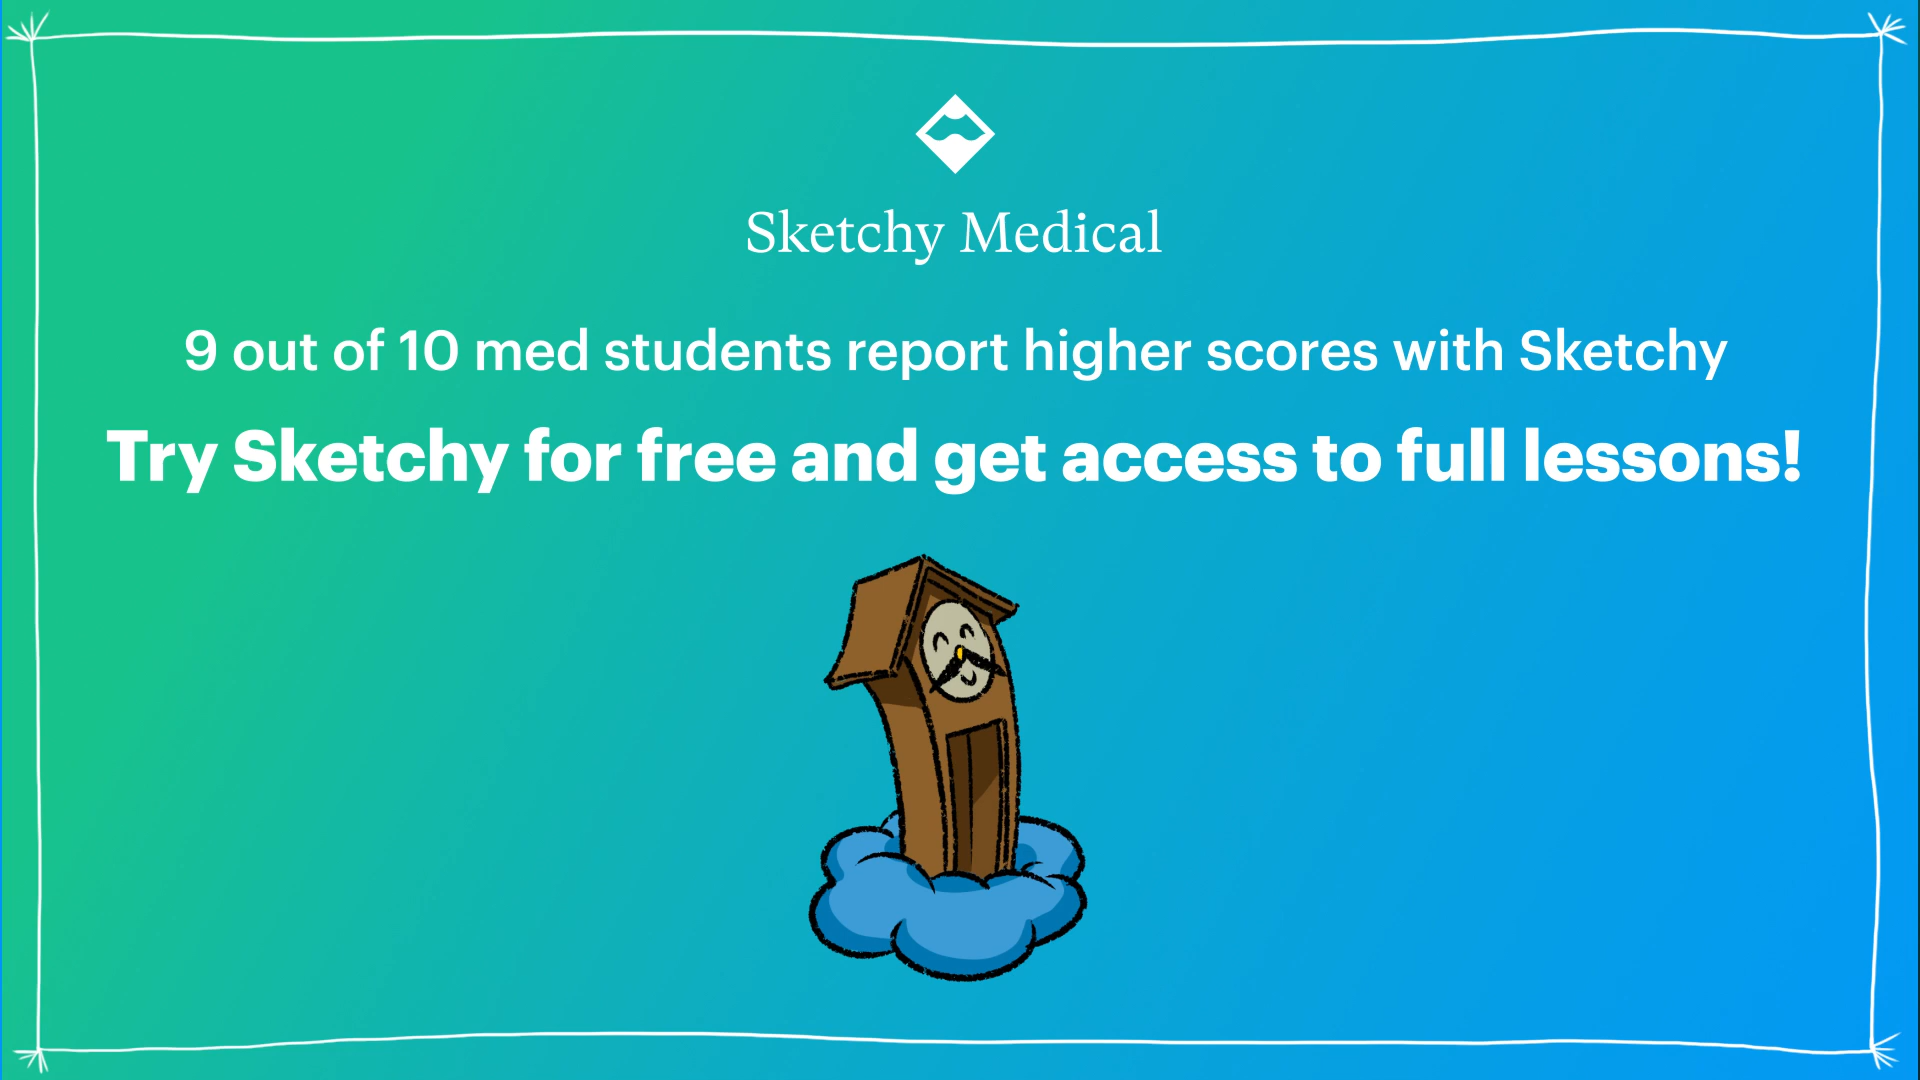 Sketchy Medical
9 out of 10 med students report higher scores with Sketchy
Try Sketchy for free and get access to full lessons!